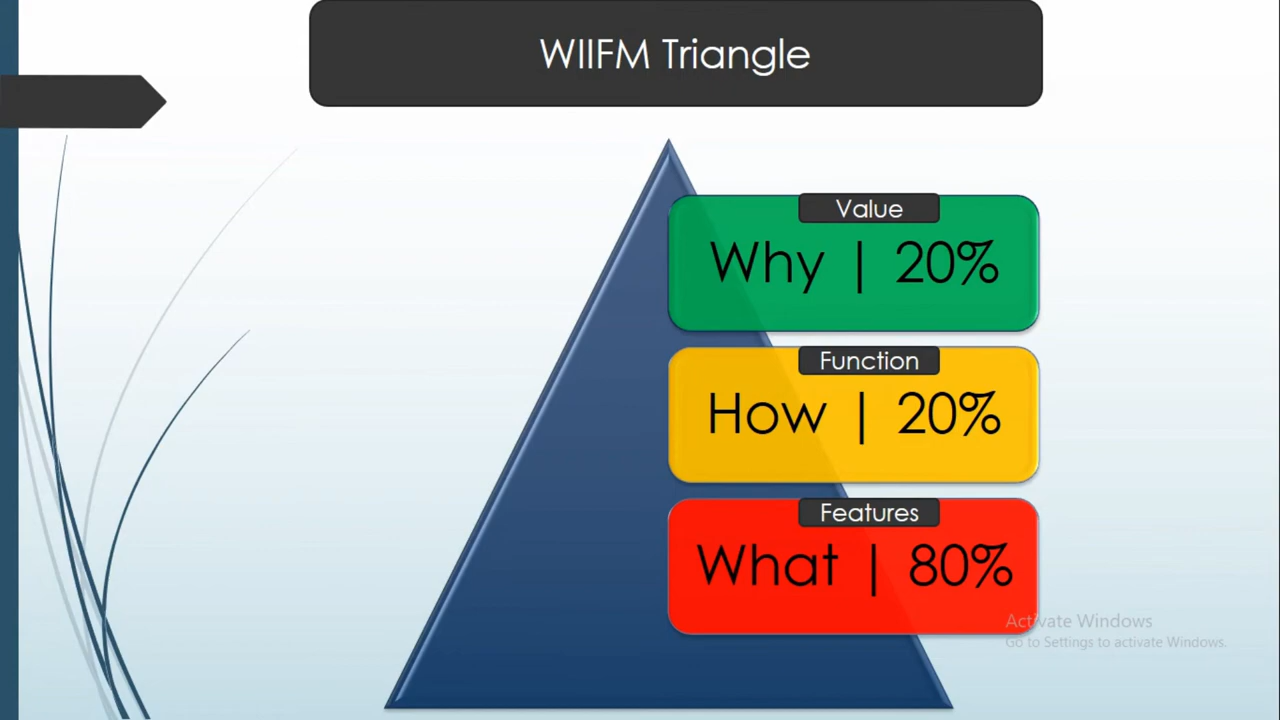 WIIFM Triangle
Value
Why | 20%
Function
How | 20%
Features
What | 80%
Activate Windows
Go to Settings to activate Windows.